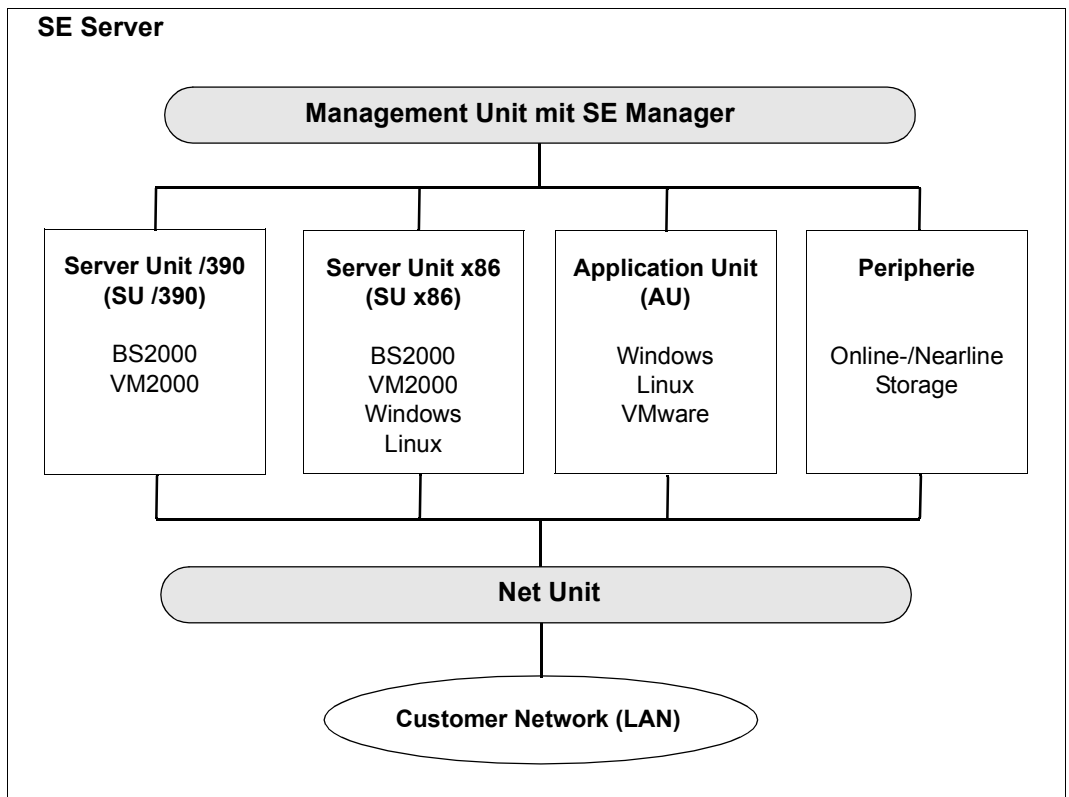 SE Server
Management Unit mit SE Manager
Server Unit /390
(SU /390)
BS2000
VM2000
Server Unit x86
(SU x86)
BS2000
VM2000
Windows
Linux
Application Unit
(AU)
Windows
Linux
VMware
Peripherie
Online-/Nearline
Storage
Net Unit
Customer Network (LAN)